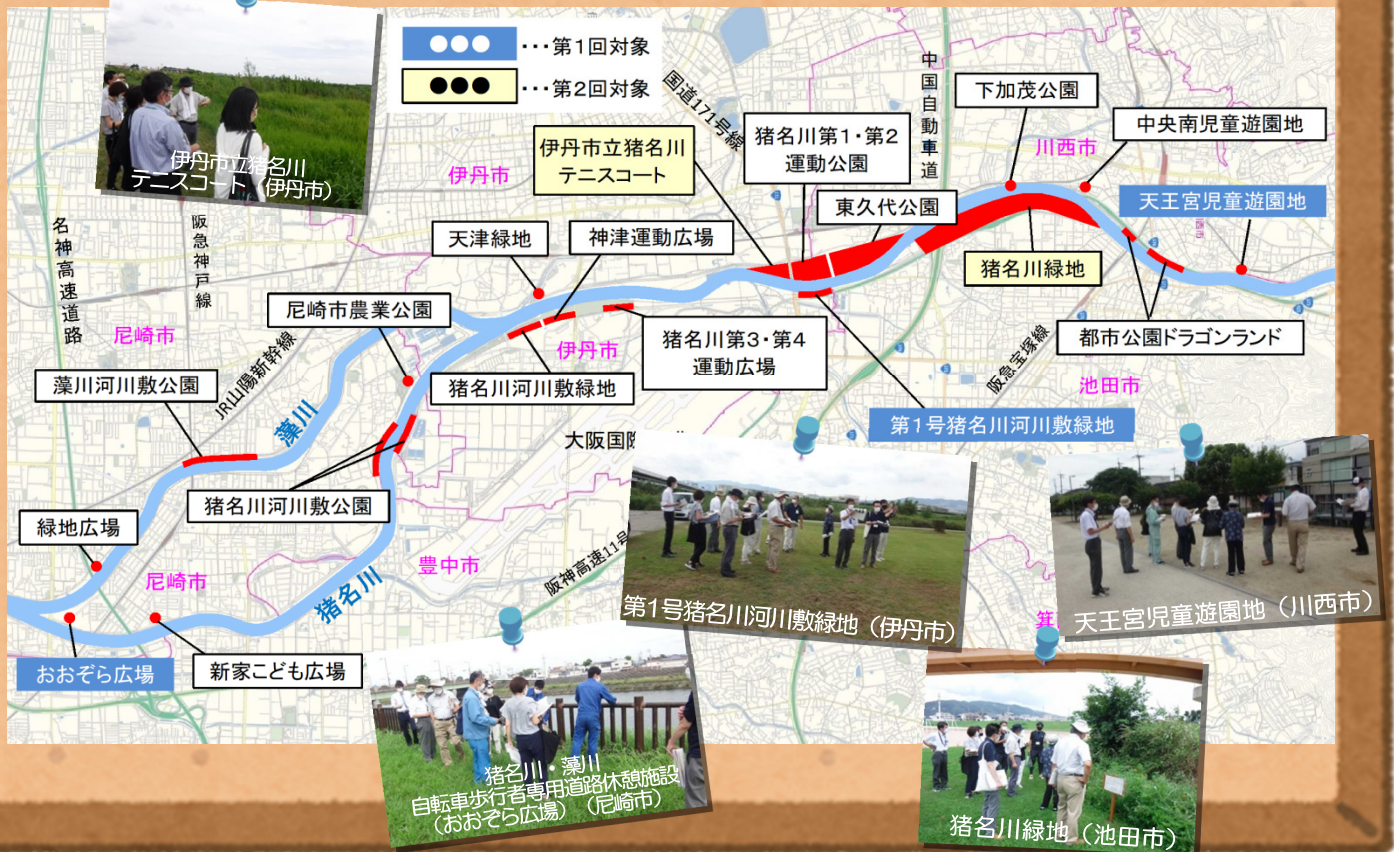 ●●●･･･第1回対象
●●●･･･第2回対象
伊丹市立猪名川
テニスコート（伊丹市）
国道171号線
中国自動車道
下加茂公園
中央南児童遊園地
川西市
天王宮児童遊園地
猪名川第1・第2
運動公園
伊丹市立猪名川
テニスコート
伊丹市
東久代公園
名神高速道路
阪急神戸線
天津緑地
神津運動広場
猪名川緑地
尼崎市農業公園
尼崎市
伊丹市
猪名川第3・第4
運動広場
都市公園ドラゴンランド
JR山陽新幹線
藻川河川敷公園
猪名川河川敷緑地
阪急宝塚線
池田市
藻川
第1号猪名川河川敷緑地
大阪国際
猪名川河川敷公園
緑地広場
豊中市
尼崎市
猪名川
阪神高速11号
第1号猪名川河川敷緑地（伊丹市）
天王宮児童遊園地（川西市）
箕
おおぞら広場
新家こども広場
猪名川・藻川
自転車歩行者専用道路休憩施設
（おおぞら広場）（尼崎市）
猪名川緑地（池田市）